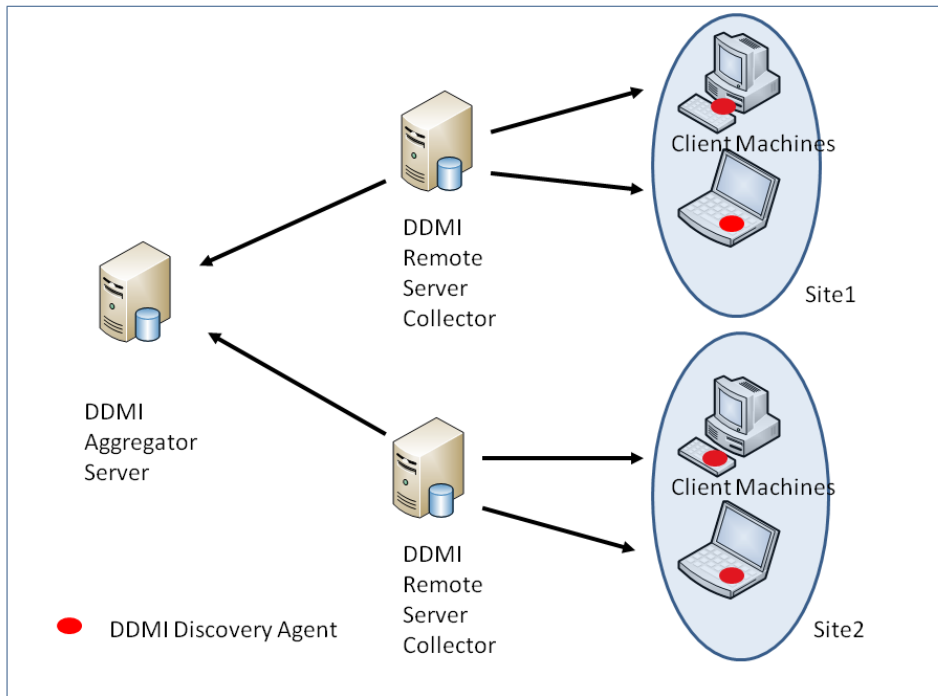 Client Machines
DDMI
Remote
Server
Collector
Site1
DDMI
Aggregator
Server
Client Machines
DDMI
Remote
Server
Collector
Site2
DDMI Discovery Agent